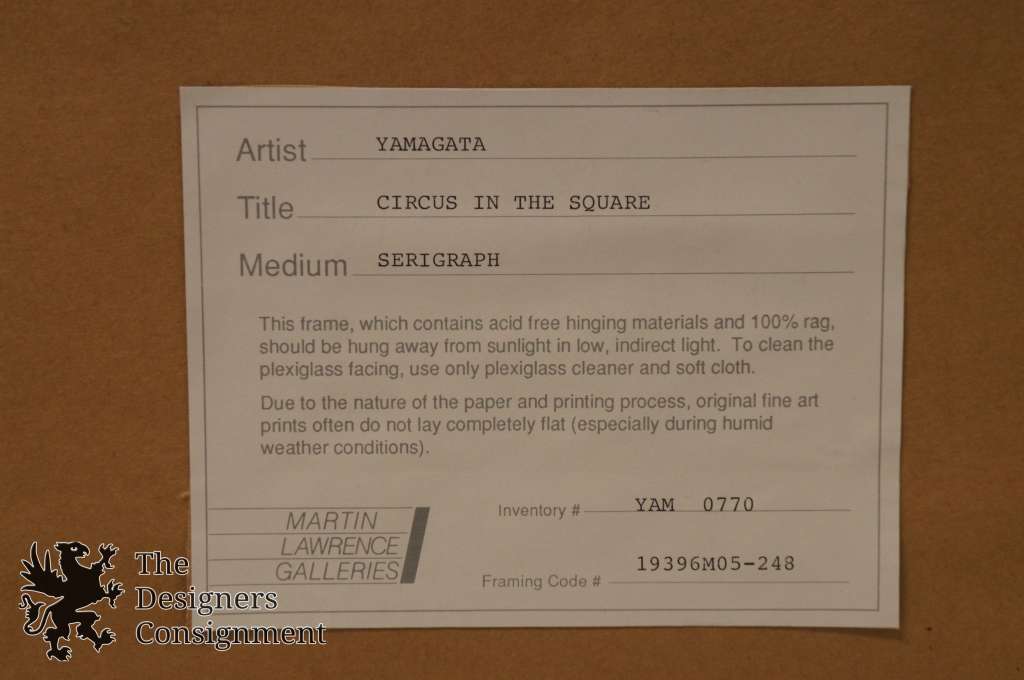 Artist YAMAGATA
Title CIRCUS IN THE SQUARE
Medium SERIGRAPH
This frame, which contains acid free hinging materials and 100% rag,
should be hung away from sunlight in low, indirect light. To clean the
plexiglass facing, use only plexiglass cleaner and soft cloth.
Due to the nature of the paper and printing process, original fine art
prints often do not lay completely flat (especially during humid
weather conditions).
MARTIN
LAWRENCE
GALLERIES
Inventory # YAM 0770
Framing Code # 19396M05-248
The
Designers
Consignment